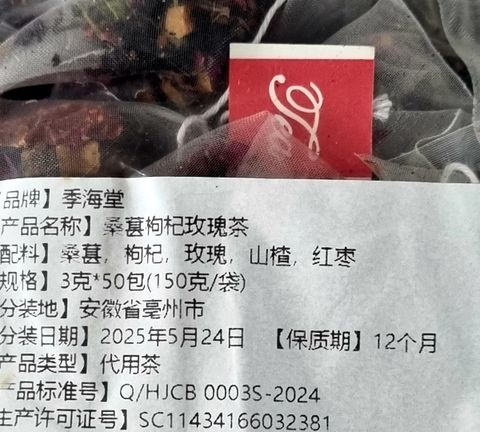 Tea
品牌】季海堂
产品名称】桑葚枸杞玫瑰茶
配料】桑葚，枸杞，玫瑰，山楂，红枣
规格】3克*50包(150克/袋)
分装地】安徽省亳州市
分装日期】2025年5月24日 【保质期】12个月
产品类型】代用茶
产品标准号】Q/HJCB 0003S-2024
生产许可证号】SC11434166032381